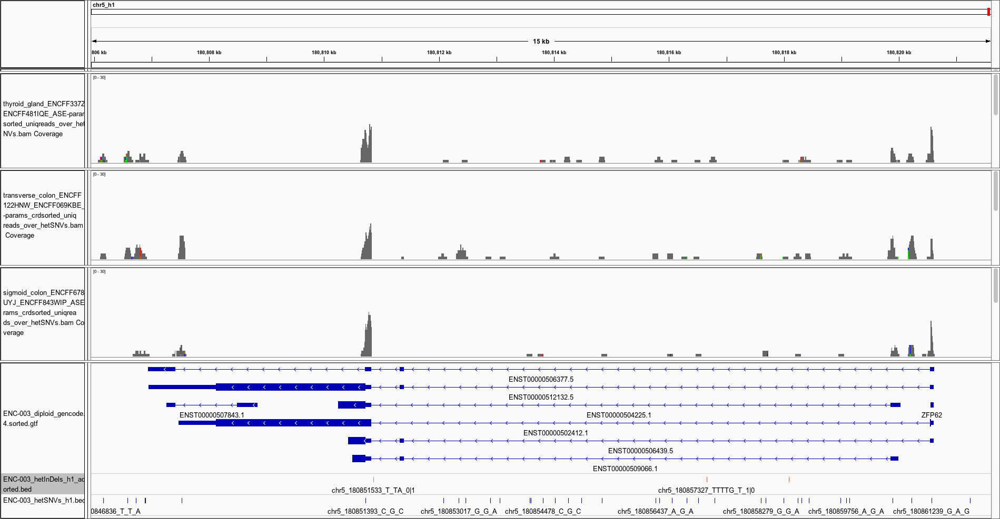 chr5_h1
15 kb
806 kb
180,808 kb
180,810 kb
180,812 kb
180,814 kb
180,816 kb
180,818 kb
180,820 kb
[0 - 30]
thyroid_gland_ENCFF337Z
ENCFF481IQE_ASE-parar
sorted_uniqreads_over_het
NVs.bam Coverage
[0 - 30]
transverse_colon_ENCFF
122HNW_ENCFF069KBE_
-params_crdsorted_uniq
reads_over_hetSNVs.bam
Coverage
[0 - 30]
sigmoid_colon_ENCFF678
UYJ_ENCFF843WIP_ASE
rams_crdsorted_uniqrea
ds_over_hetSNVs.bam Co
verage
ENC-003_diploid_gencode.
4.sorted.gtf
ENST00000506377.5
ENST00000512132.5
ENST00000507843.1
ENST00000504225.1
ZFP62
ENST00000502412.1
ENST00000506439.5
ENST00000509066.1
ENC-003_hetInDels_h1_ac
orted.bed
chr5_180851533_T_TA_0|1
chr5_180857327_TTTTG_T_1|0
ENC-003_hetSNVs_h1.bed
0846836_T_T_A
chr5_180851393_C_G_C
chr5_180853017_G_G_A
chr5_180854478_C_G_C
chr5_180856437_A_G_A
chr5_180858279_G_G_A
chr5_180859756_A_G_A
chr5_180861239_G_A_G